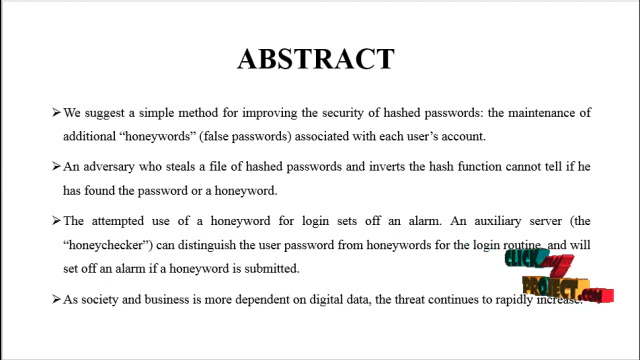 ABSTRACT
➢We suggest a simple method for improving the security of hashed passwords: the maintenance of
additional “honeywords” (false passwords) associated with each user’s account.
➢An adversary who steals a file of hashed passwords and inverts the hash function cannot tell if he
has found the password or a honeyword.
➢The attempted use of a honeyword for login sets off an alarm. An auxiliary server (the
“honeychecker”) can distinguish the user password from honeywords for the login routine, and will
set off an alarm if a honeyword is submitted.
➢As society and business is more dependent on digital data, the threat continues to rapidly increase.
CLICK
my
PROJECT.COM